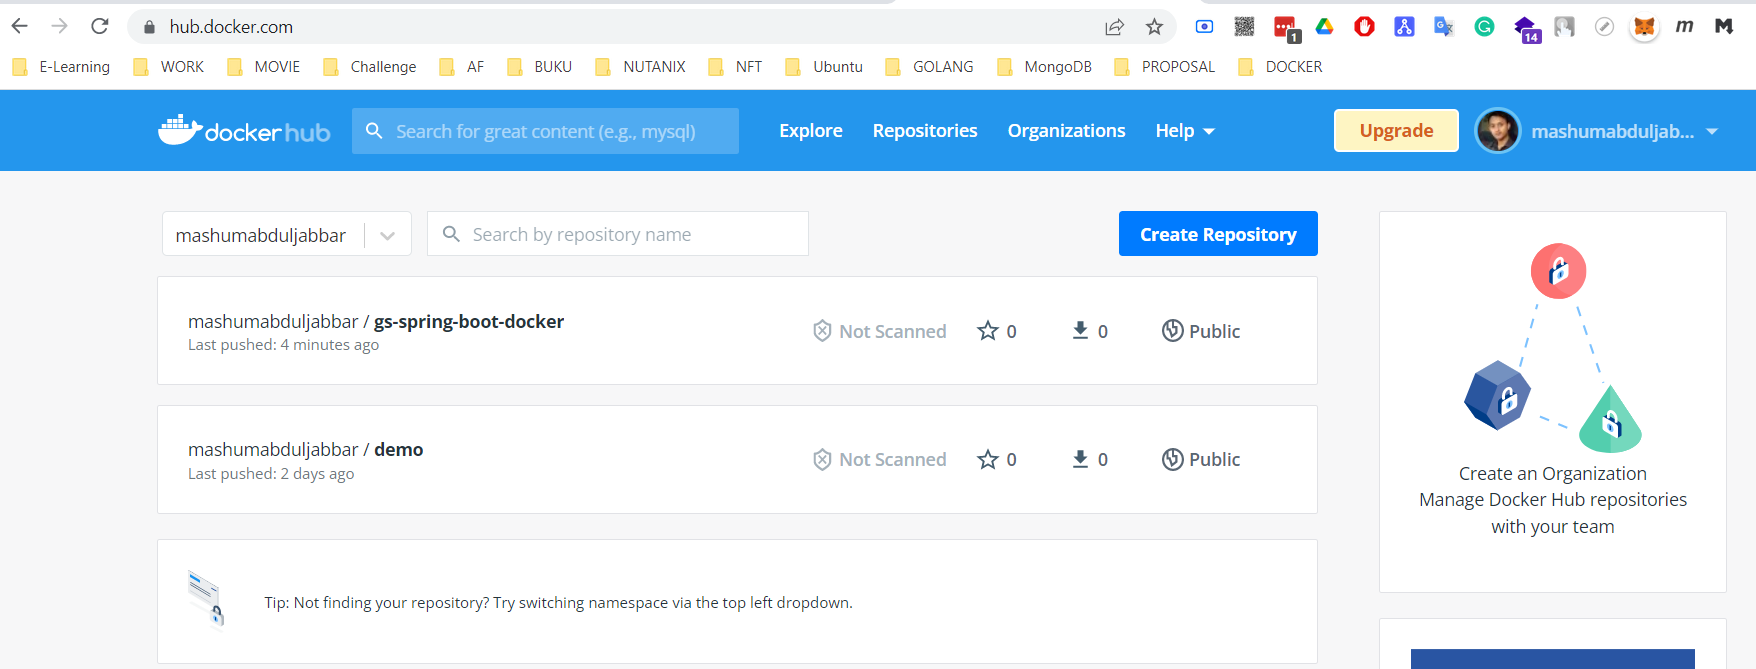 hub.docker.com
1
14
E-Learning WORK MOVIE Challenge AF BUKU NUTANIX NFT Ubuntu GOLANG MongoDB PROPOSAL DOCKER
docker hub Search for great content (e.g., mysql) Explore Repositories Organizations Help Upgrade mashumabduljab...
mashumabduljabbar Search by repository name Create Repository
mashumabduljabbar / gs-spring-boot-docker
Last pushed: 4 minutes ago
Not Scanned 0 0 Public
mashumabduljabbar / demo
Last pushed: 2 days ago
Not Scanned 0 0 Public
Tip: Not finding your repository? Try switching namespace via the top left dropdown.
Create an Organization
Manage Docker Hub repositories
with your team